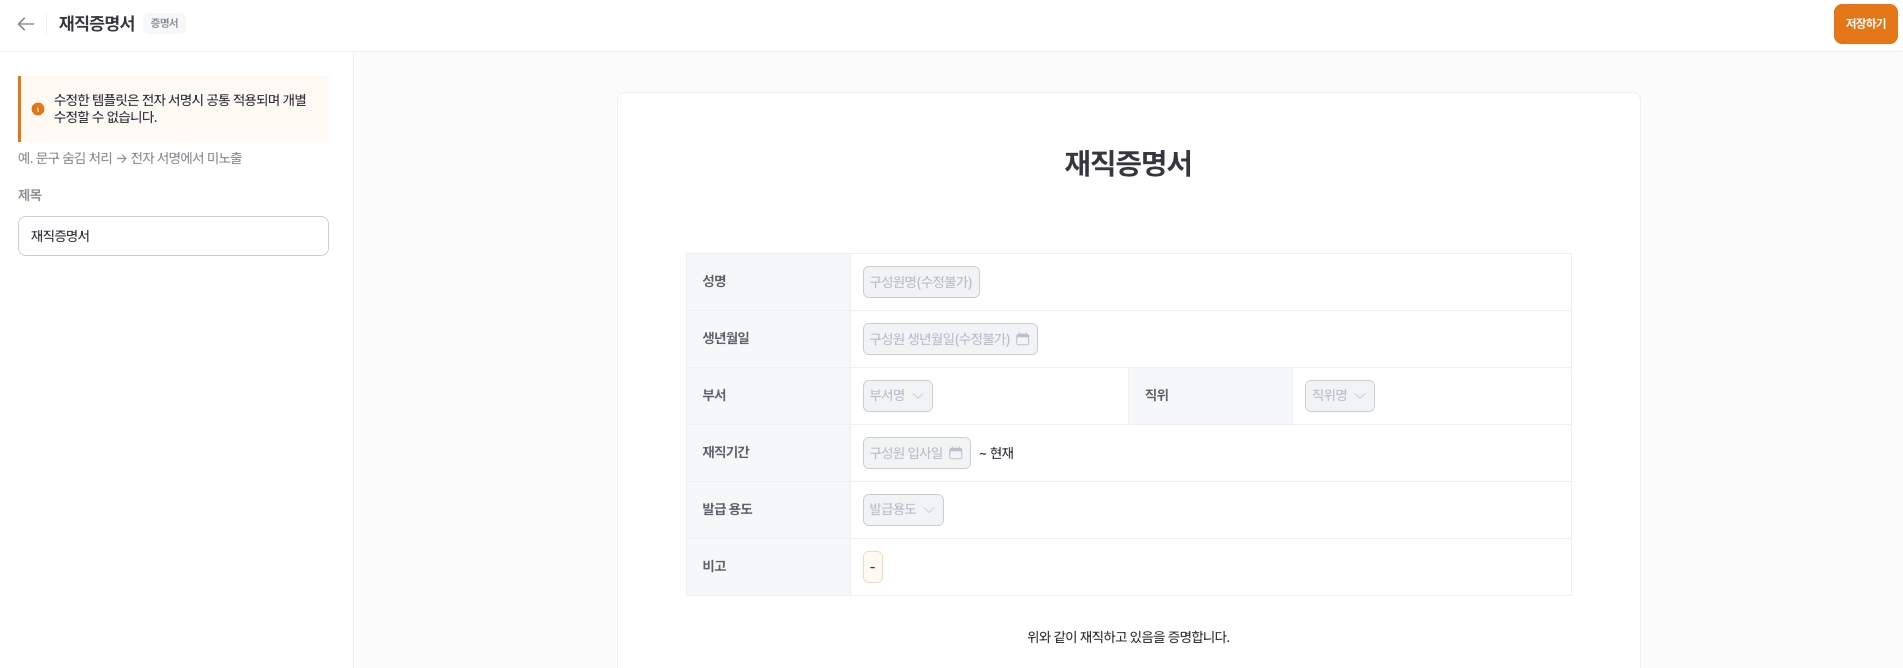 재직증명서 증명서 저장하기
수정한 템플릿은 전자 서명시 공통 적용되며 개별
수정할 수 없습니다.
예. 문구 숨김 처리 → 전자 서명에서 미노출
제목
재직증명서
재직증명서
성명 구성원명(수정불가)
생년월일 구성원 생년월일(수정불가)
부서 부서명 직위 직위명
재직기간 구성원 입사일 ~ 현재
발급 용도 발급용도
비고 -
위와 같이 재직하고 있음을 증명합니다.